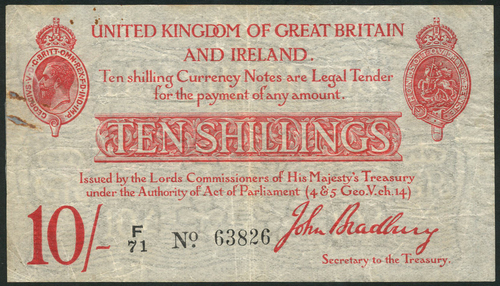 UNITED KINGDOM OF GREAT BRITAIN
AND IRELAND.
Ten shilling Currency Notes are Legal Tender
for the payment of any amount.
TEN SHILLINGS
Issued by the Lords Commissioners of His Majesty's Treasury
under the Authority of Act of Parliament (4 & 5 Geo.V.ch.14)
10/- F
71 No 63826 John Bradbury
Secretary to the Treasury.